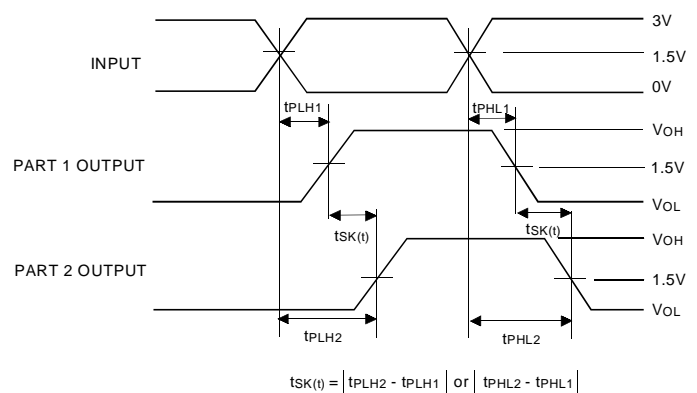 3V
INPUT
1.5V
0V
tPLH1
tPHL1
VOH
PART 1 OUTPUT
1.5V
VOL
tSK(t)
tSK(t)
VOH
PART 2 OUTPUT
1.5V
VOL
tPLH2
tPHL2
tSK(t) = |tPLH2 - tPLH1| or |tPHL2 - tPHL1|